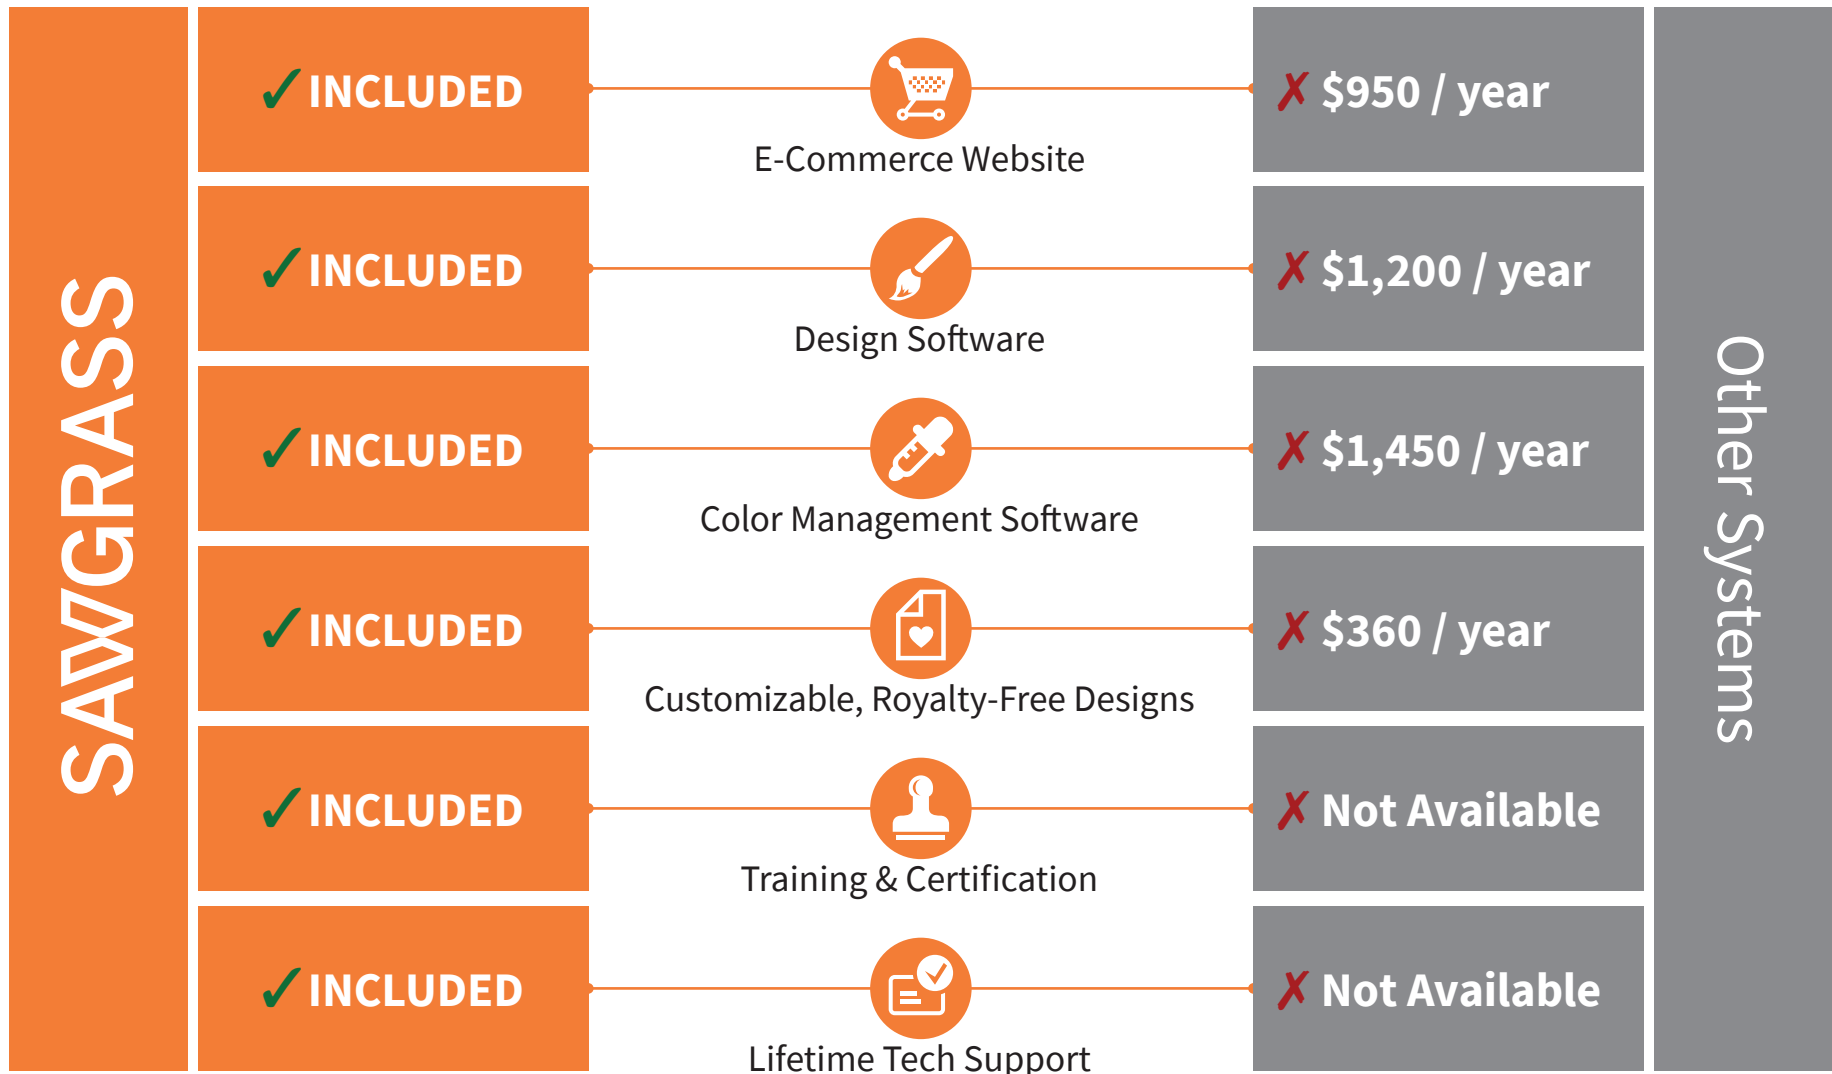 SAWGRASS
✓ INCLUDED
E-Commerce Website
✗ $950 / year
✓ INCLUDED
Design Software
✗ $1,200 / year
✓ INCLUDED
Color Management Software
✗ $1,450 / year
✓ INCLUDED
Customizable, Royalty-Free Designs
✗ $360 / year
✓ INCLUDED
Training & Certification
✗ Not Available
✓ INCLUDED
Lifetime Tech Support
✗ Not Available
Other Systems